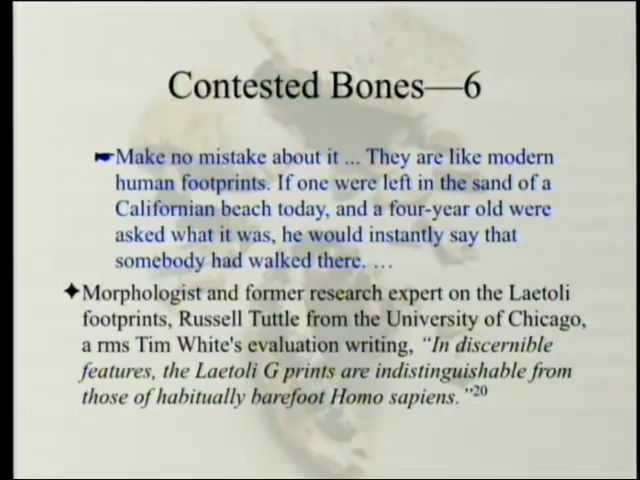 Contested Bones—6
☛Make no mistake about it ... They are like modern
human footprints. If one were left in the sand of a
Californian beach today, and a four-year old were
asked what it was, he would instantly say that
somebody had walked there. …
✦Morphologist and former research expert on the Laetoli
footprints, Russell Tuttle from the University of Chicago,
a rms Tim White's evaluation writing, “In discernible
features, the Laetoli G prints are indistinguishable from
those of habitually barefoot Homo sapiens.”20